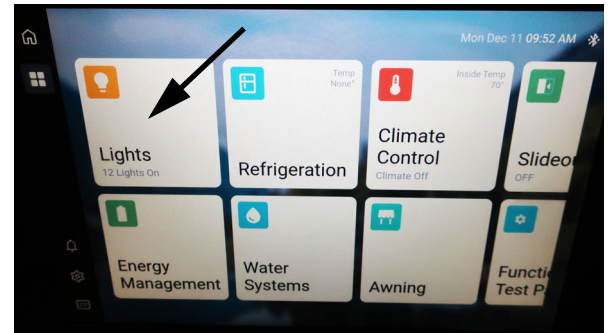 Mon Dec 11 09:52 AM
Temp
None°
Inside Temp
70°
Lights
12 Lights On
Refrigeration
Climate
Control
Climate Off
OFF
Energy
Management
Water
Systems
Awning
Test